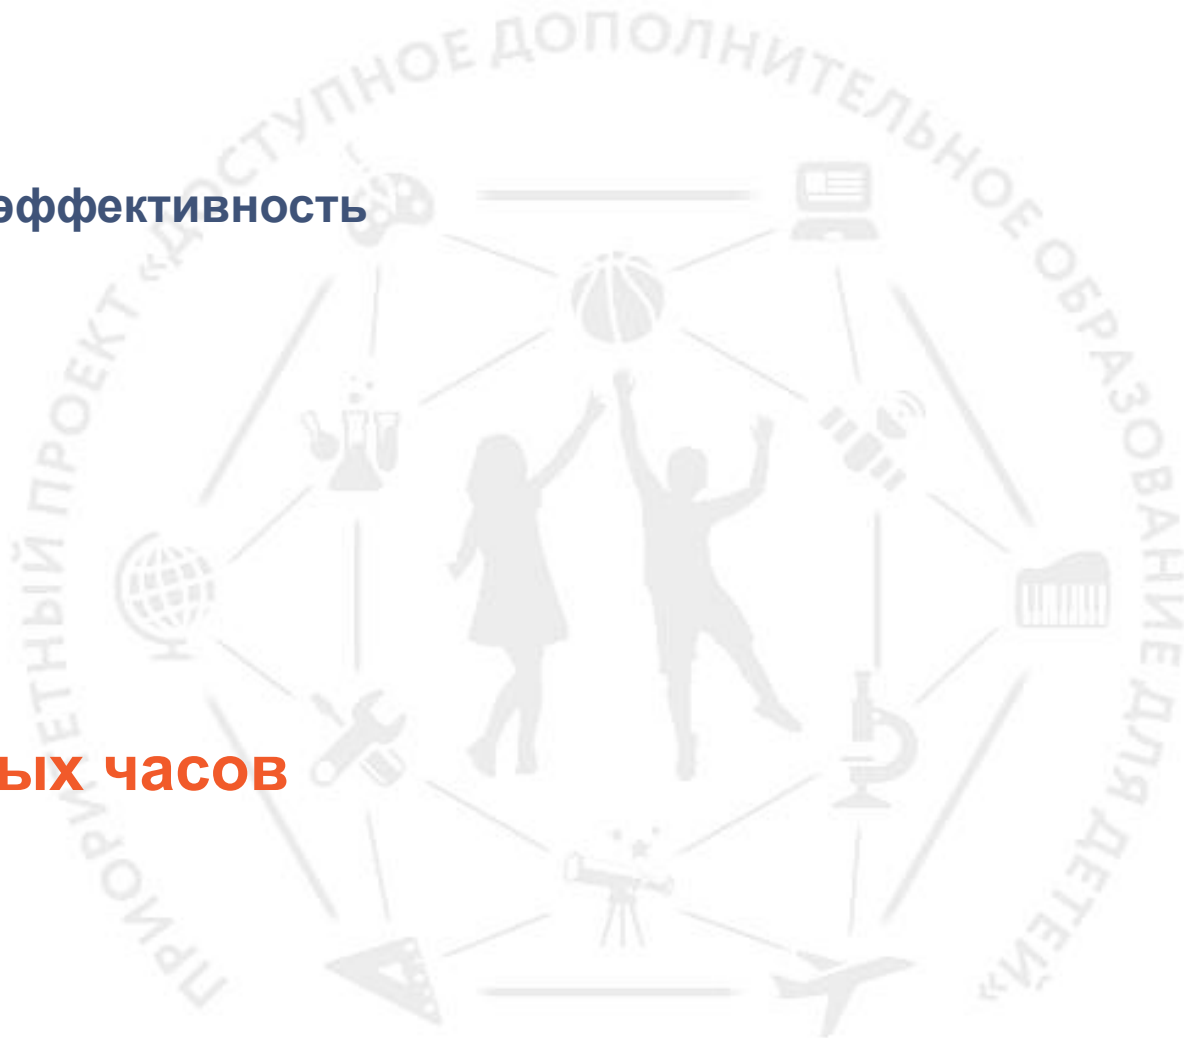 ПРИОРИТЕТНЫЙ ПРОЕКТ «ДОСТУПНОЕ ДОПОЛНИТЕЛЬНОЕ ОБРАЗОВАНИЕ ДЛЯ ДЕТЕЙ»
эффективность
ых часов